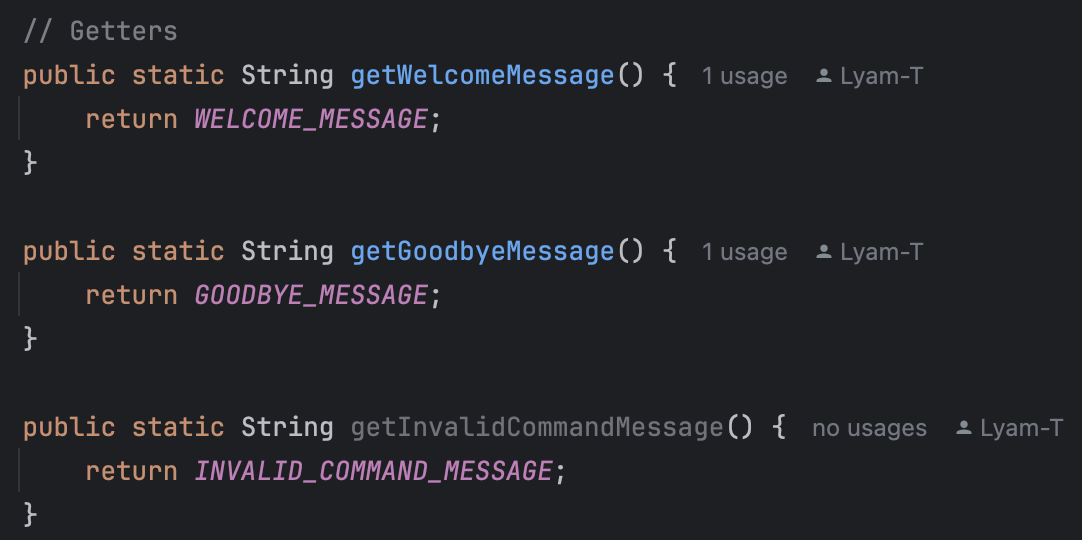 // Getters
public static String getWelcomeMessage() { 1 usage Lyam-T
return WELCOME_MESSAGE;
}
public static String getGoodbyeMessage() { 1 usage Lyam-T
return GOODBYE_MESSAGE;
}
public static String getInvalidCommandMessage() { no usages Lyam-T
return INVALID_COMMAND_MESSAGE;
}